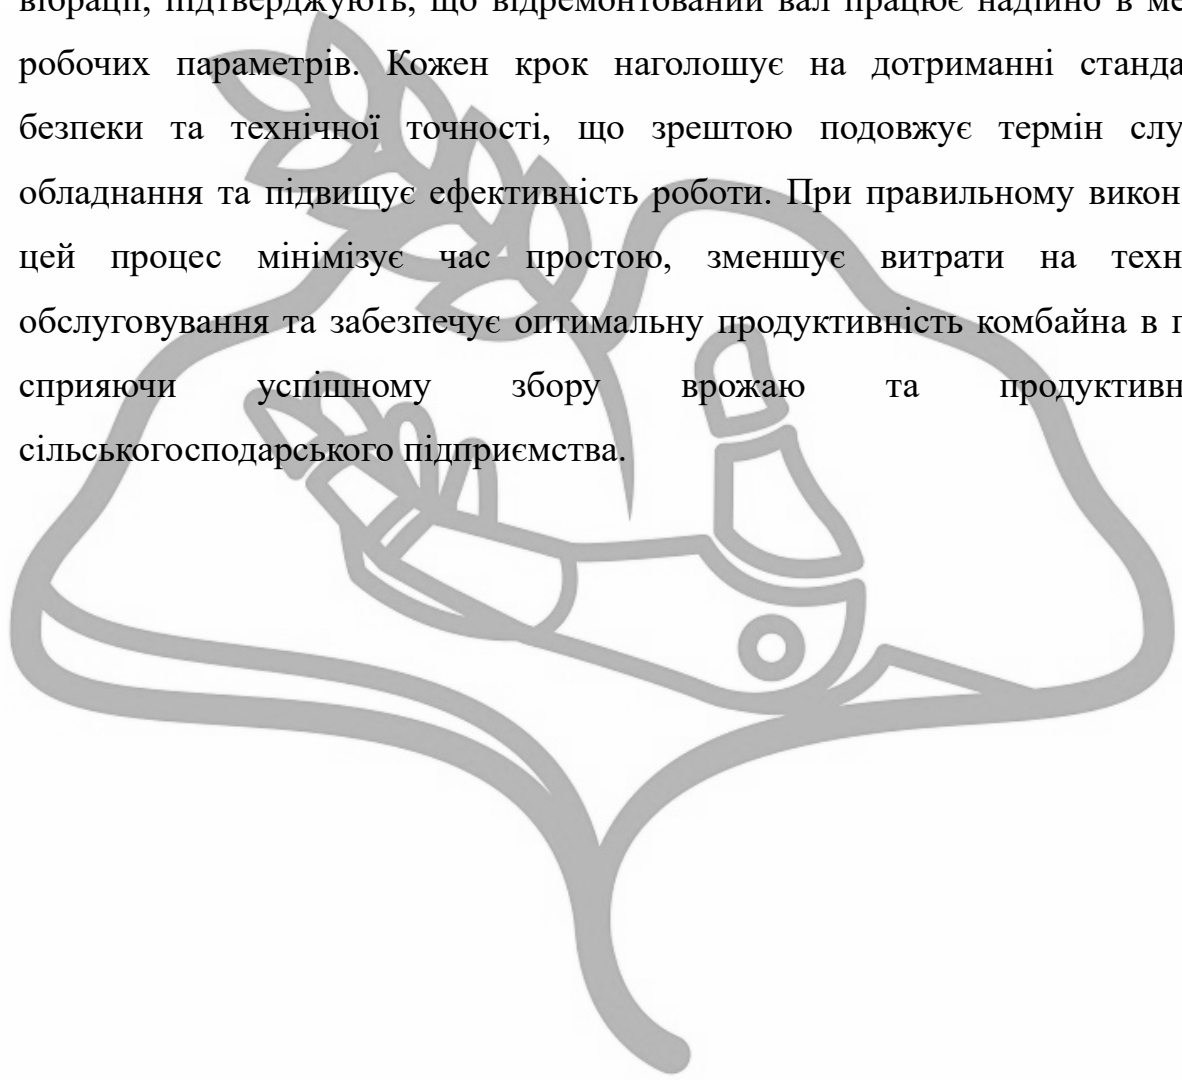 вібрації, підтверджують, що відремонтований вал працює надійно в ме
робочих параметрів. Кожен крок наголошує на дотриманні станда
безпеки та технічної точності, що зрештою подовжує термін слу
обладнання та підвищує ефективність роботи. При правильному викон
цей процес мінімізує час простою, зменшує витрати на техн
обслуговування та забезпечує оптимальну продуктивність комбайна в п
сприяючи успішному збору врожаю та продуктивн
сільськогосподарського підприємства.